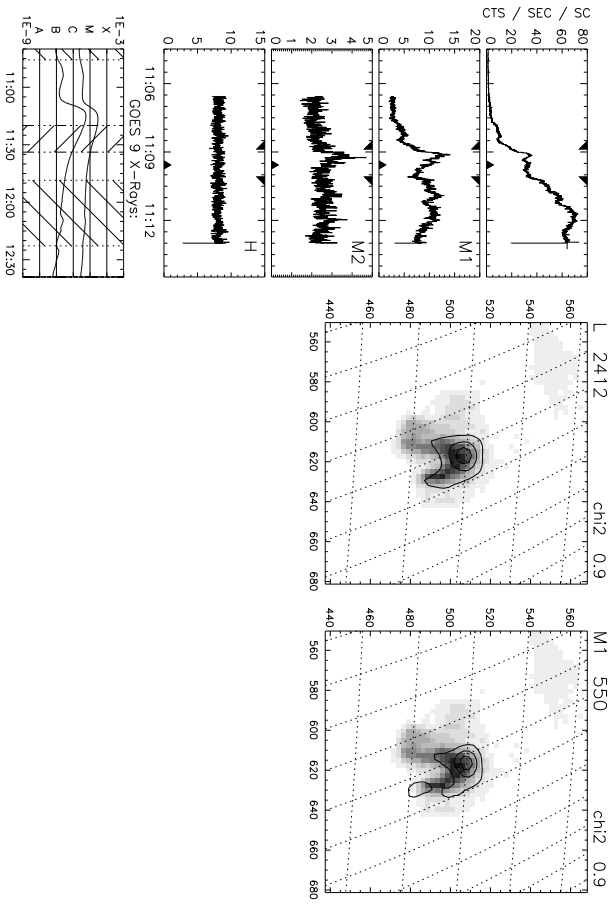 CTS / SEC / SC
0 20 40 60 80
0 5 10 15 20
M1
0 1 2 3 4 5
M2
0 5 10 15
H
11:06 11:09 11:12
GOES 9 X-Rays:
1E-9 A B C M X 1E-3
11:00 11:30 12:00 12:30
L 2412 chi2 0.9
440 460 480 500 520 540 560
560 580 600 620 640 660 680
M1 550 chi2 0.9
440 460 480 500 520 540 560
560 580 600 620 640 660 680